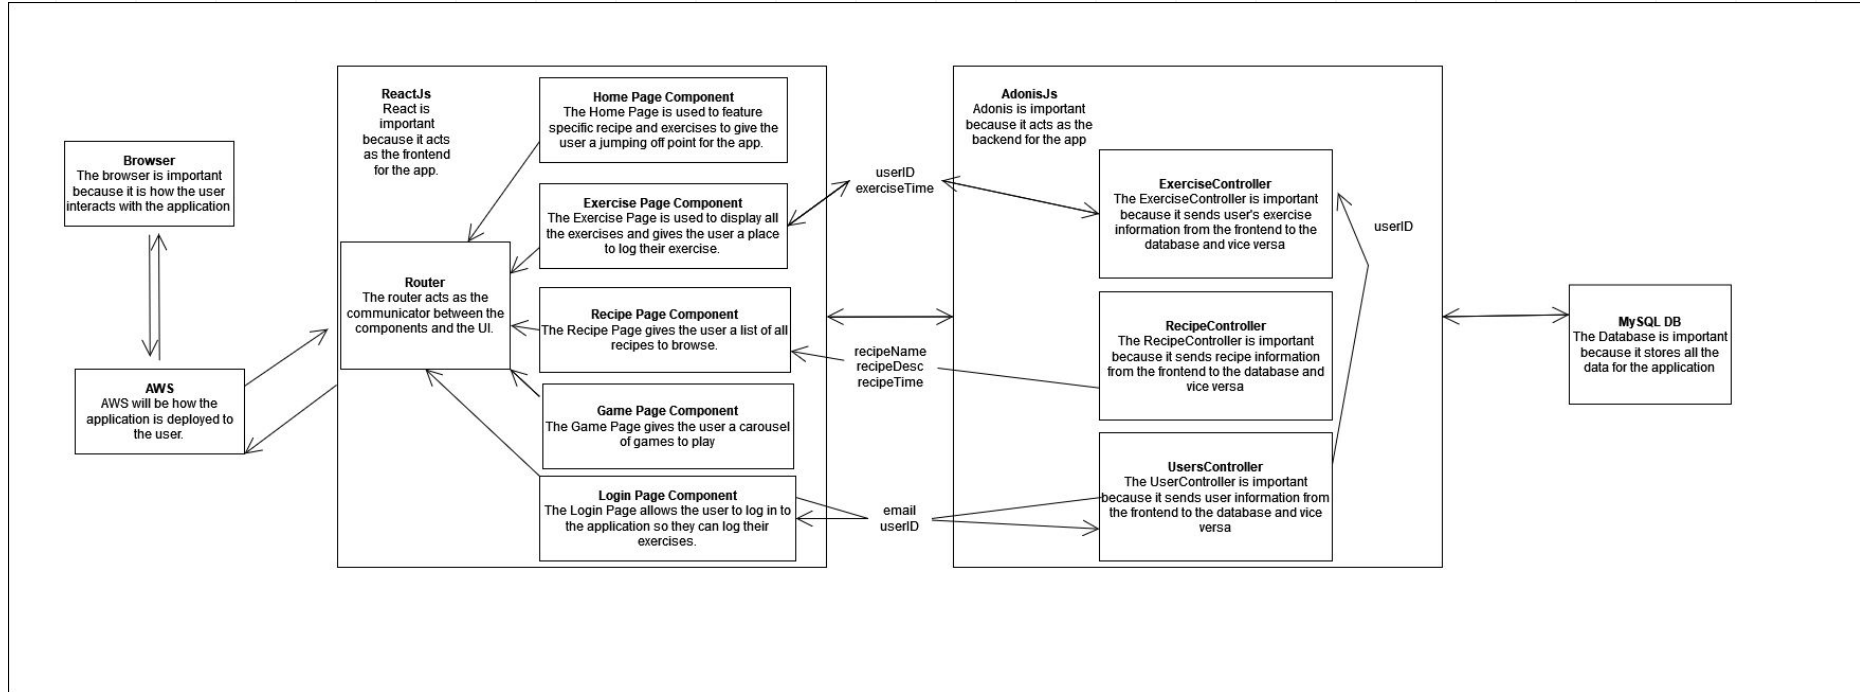 Browser
The browser is important
because it is how the user
interacts with the application
AWS
AWS will be how the
application is deployed to
the user.
ReactJs
React is
important
because it acts
as the frontend
for the app.
Router
The router acts as the
communicator between the
components and the UI.
Home Page Component
The Home Page is used to feature
specific recipe and exercises to give the
user a jumping off point for the app.
Exercise Page Component
The Exercise Page is used to display all
the exercises and gives the user a place
to log their exercise.
Recipe Page Component
The Recipe Page gives the user a list of all
recipes to browse.
Game Page Component
The Game Page gives the user a carousel
of games to play
Login Page Component
The Login Page allows the user to log in to
the application so they can log their
exercises.
userID
exerciseTime
recipeName
recipeDesc
recipeTime
email
userID
AdonisJs
Adonis is important
because it acts as the
backend for the app
ExerciseController
The ExerciseController is important
because it sends user's exercise
information from the frontend to the
database and vice versa
RecipeController
The RecipeController is important
because it sends recipe information
from the frontend to the database and
vice versa
UsersController
The UserController is important
because it sends user information from
the frontend to the database and vice
versa
userID
MySQL DB
The Database is important
because it stores all the
data for the application